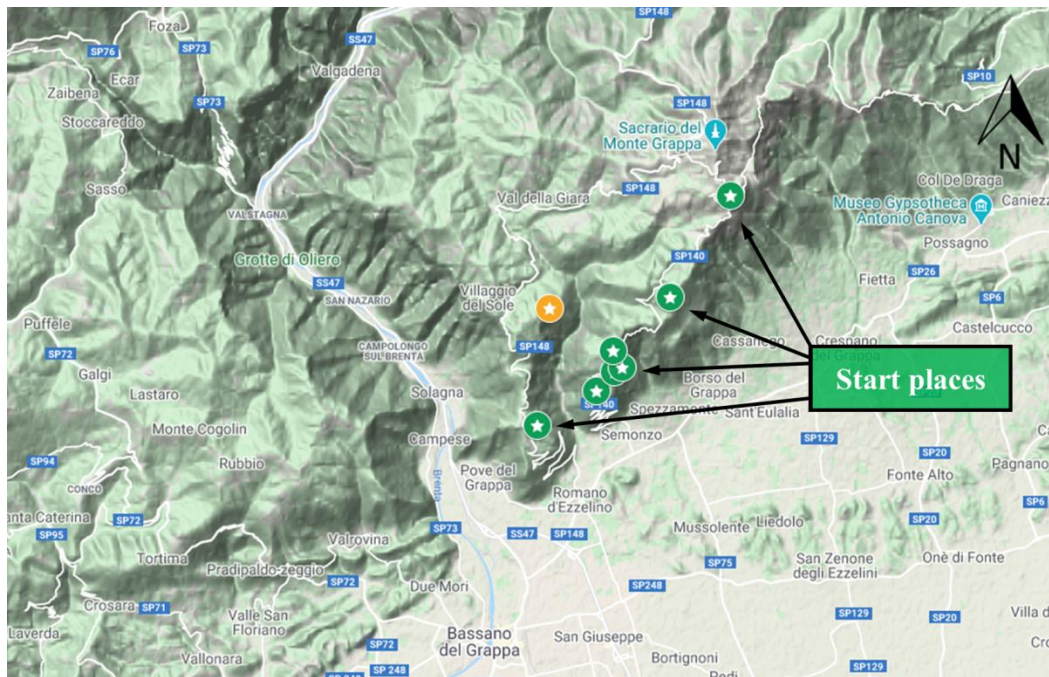 Foza
SP148
SP73
SS47
SP76
Valgadena
Ecar
SP10
Zaibena
SP73
SP148
Stoccareddo
Sacrario del
Monte Grappa
N
Sasso
Col De Draga
Val della Giara
SP148
Museo Gypsotheca
Antonio Canova
Caniezz
VALSTAGNA
Possagno
Grotte di Oliero
SP140
SP26
SS47
Fietta
Villaggio
del Sole
SP6
SAN NAZARIO
Puffele
Castelcucco
SP72
CAMPOLONGO
SUL BRENTA
SP148
Cassanego
Crespano
del Grappa
Galgi
Start places
Lastaro
Solagna
Borso del
Grappa
SP140
Spezzamonte
Sant'Eulalia
Monte Cogolin
Campese
Semonzo
SP129
SP94
Rubbio
Pove del
Grappa
SP20
Fonte Alto
Pagnano
CONCO
Brenta
Romano
d'Ezzelino
SP6
anta Caterina
SP72
SP73
SS47
SP148
Mussolente
Liedolo
SP20
SP95
Valrovina
Tortima
Pradipaldo-zeggio
SP75
San Zenone
degli Ezzelini
Onè di Fonte
SP72
Due Mori
SP248
Crosara
SP71
Valle San
Floriano
SP129
SP20
Villa d
Laverda
Bassano
del Grappa
San Giuseppe
SP72
Vallonara
Bortignoni
SP 248
SP129